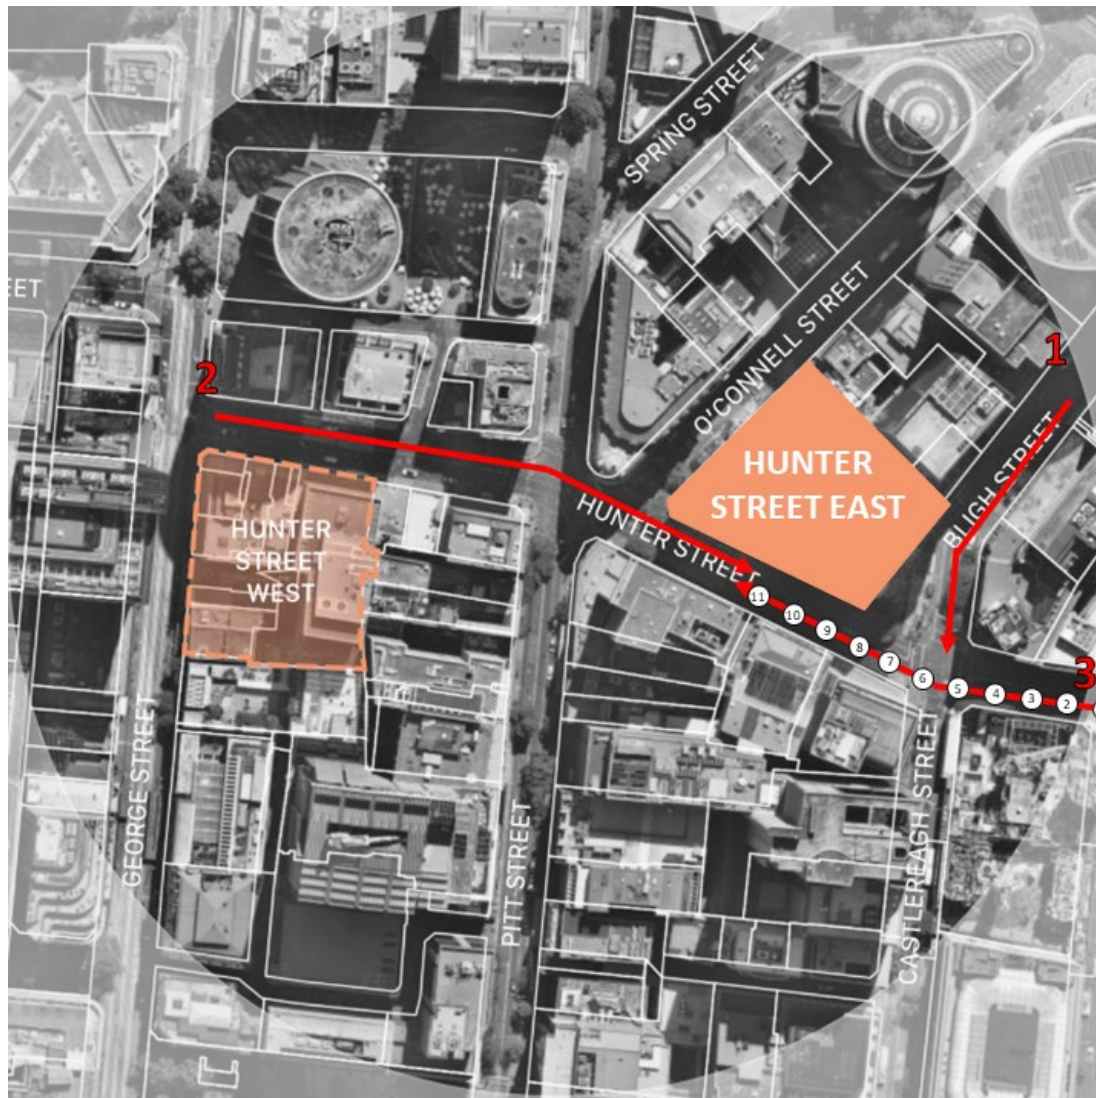 SPRING STREET
EET
O'CONNELL STREET
1
2
HUNTER
STREET EAST
BLIGH STREET
HUNTER STREET
HUNTER
STREET
WEST
11
10
9
8
7
6
5
4
3
2
3
GEORGE STREET
PITT STREET
CASTLEREAGH STREET